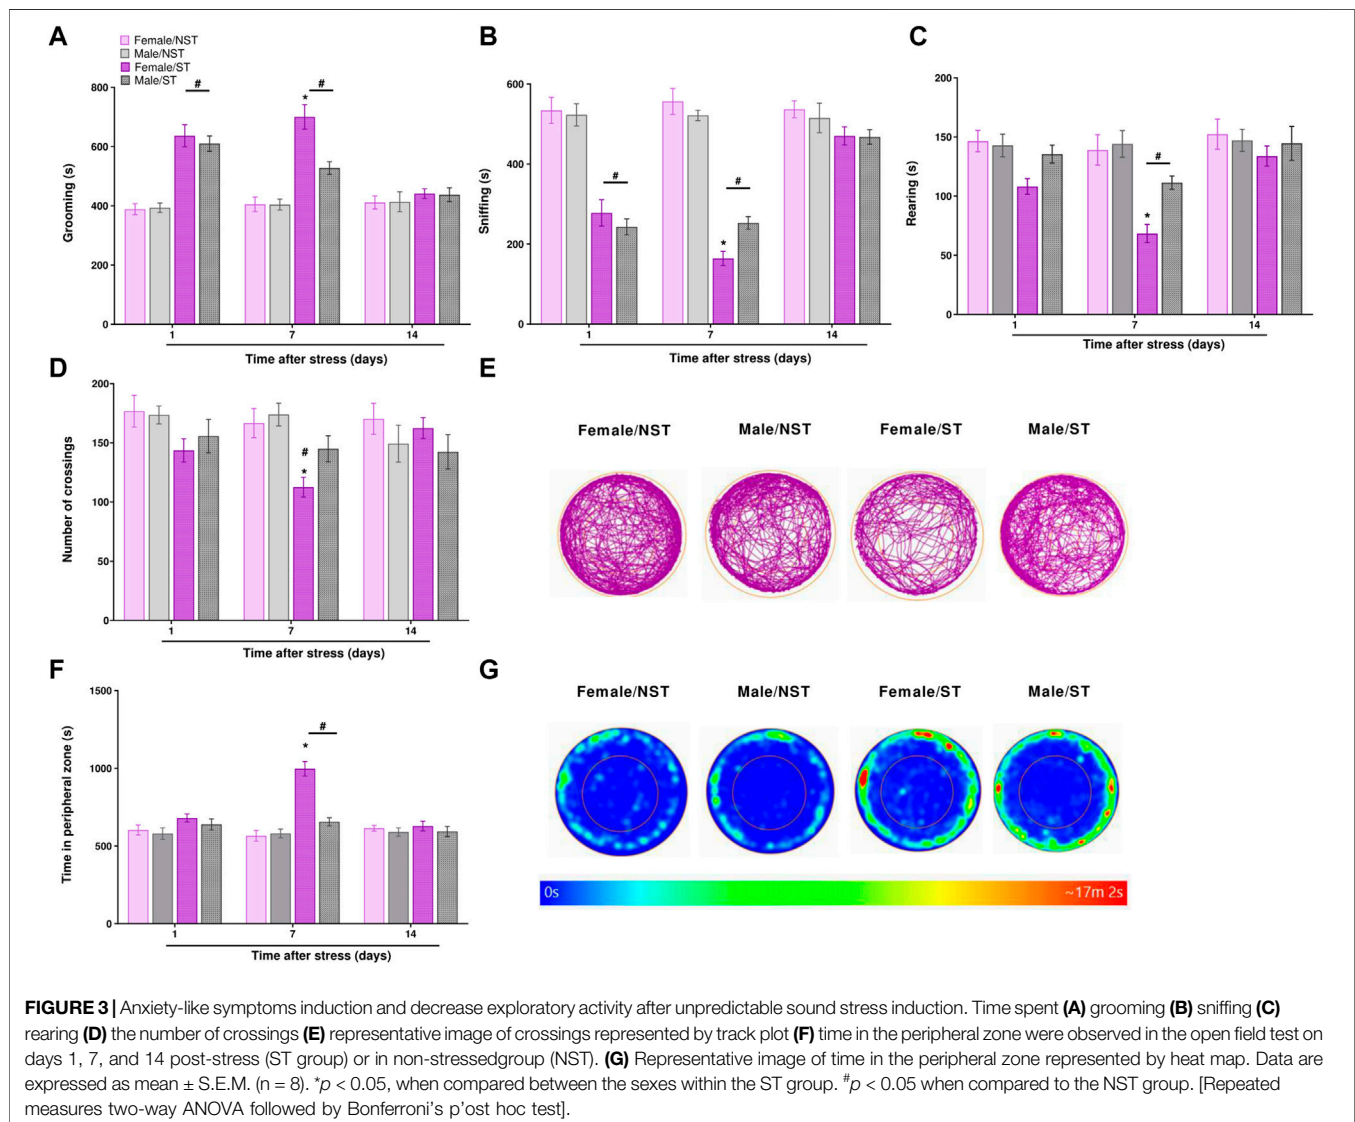 A
Female/NST
Male/NST
Female/ST
Male/ST
Grooming (s)
800
600
400
200
0
#
*
#
1
7
14
Time after stress (days)
B
Sniffing (s)
600
400
200
0
#
#
*
1
7
14
Time after stress (days)
C
Rearing (s)
200
150
100
50
0
#
*
1
7
14
Time after stress (days)
D
Number of crossings
200
150
100
50
0
#
*
1
7
14
Time after stress (days)
E
Female/NST
Male/NST
Female/ST
Male/ST
F
Time in peripheral zone (s)
1500
1000
500
0
#
*
1
7
14
Time after stress (days)
G
Female/NST
Male/NST
Female/ST
Male/ST
0s
~17m 2s
FIGURE 3 | Anxiety-like symptoms induction and decrease exploratory activity after unpredictable sound stress induction. Time spent (A) grooming (B) sniffing (C)
rearing (D) the number of crossings (E) representative image of crossings represented by track plot (F) time in the peripheral zone were observed in the open field test on
days 1, 7, and 14 post-stress (ST group) or in non-stressedgroup (NST). (G) Representative image of time in the peripheral zone represented by heat map. Data are
expressed as mean ± S.E.M. (n = 8). *p < 0.05, when compared between the sexes within the ST group. #p < 0.05 when compared to the NST group. [Repeated
measures two-way ANOVA followed by Bonferroni's p'ost hoc test].